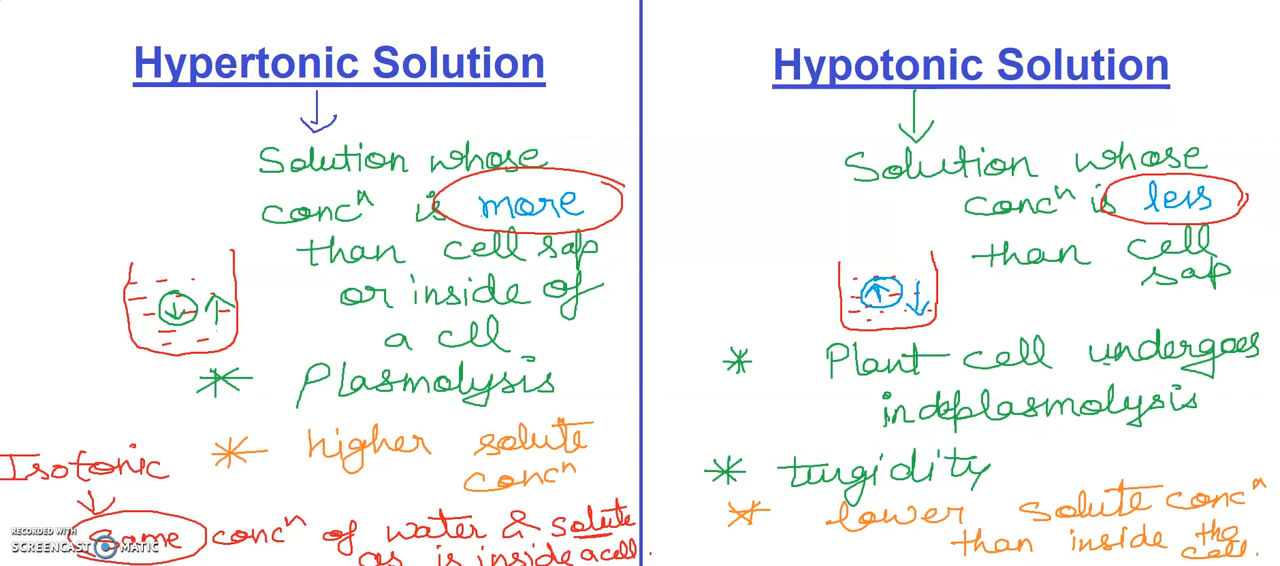 Hypertonic Solution
Solution whose
concⁿ is more
than cell sap
or inside of
a cell
* Plasmolysis
* higher solute
concⁿ
Isotonic
Same concⁿ of water & solute
as is inside a cell.
RECORDED WITH
SCREENCAST MATIC
Hypotonic Solution
Solution whose
concⁿ is less
than cell
sap
* Plant cell undergoes
in deplasmolysis
* turgidity
* lower solute concⁿ
than inside the
cell.